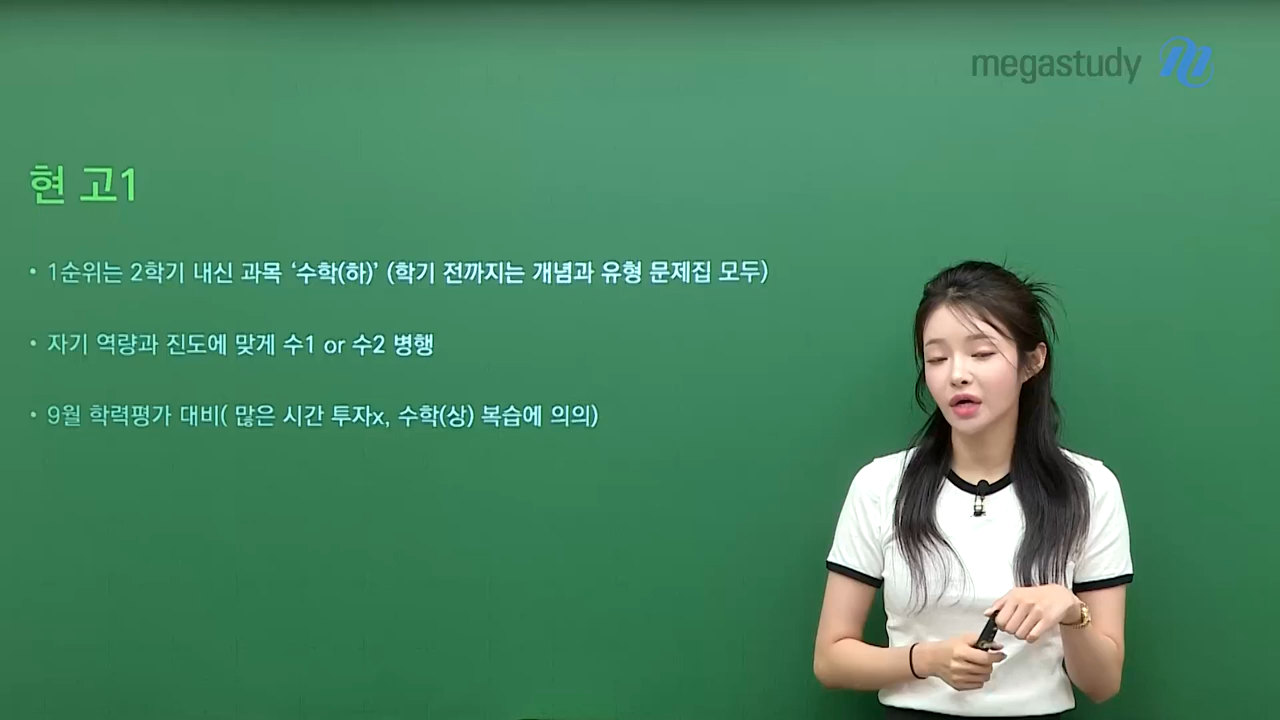 megastudy
현 고1
• 1순위는 2학기 내신 과목 ‘수학(하)’ (학기 전까지는 개념과 유형 문제집 모두)
• 자기 역량과 진도에 맞게 수1 or 수2 병행
• 9월 학력평가 대비( 많은 시간 투자x, 수학(상) 복습에 의의)